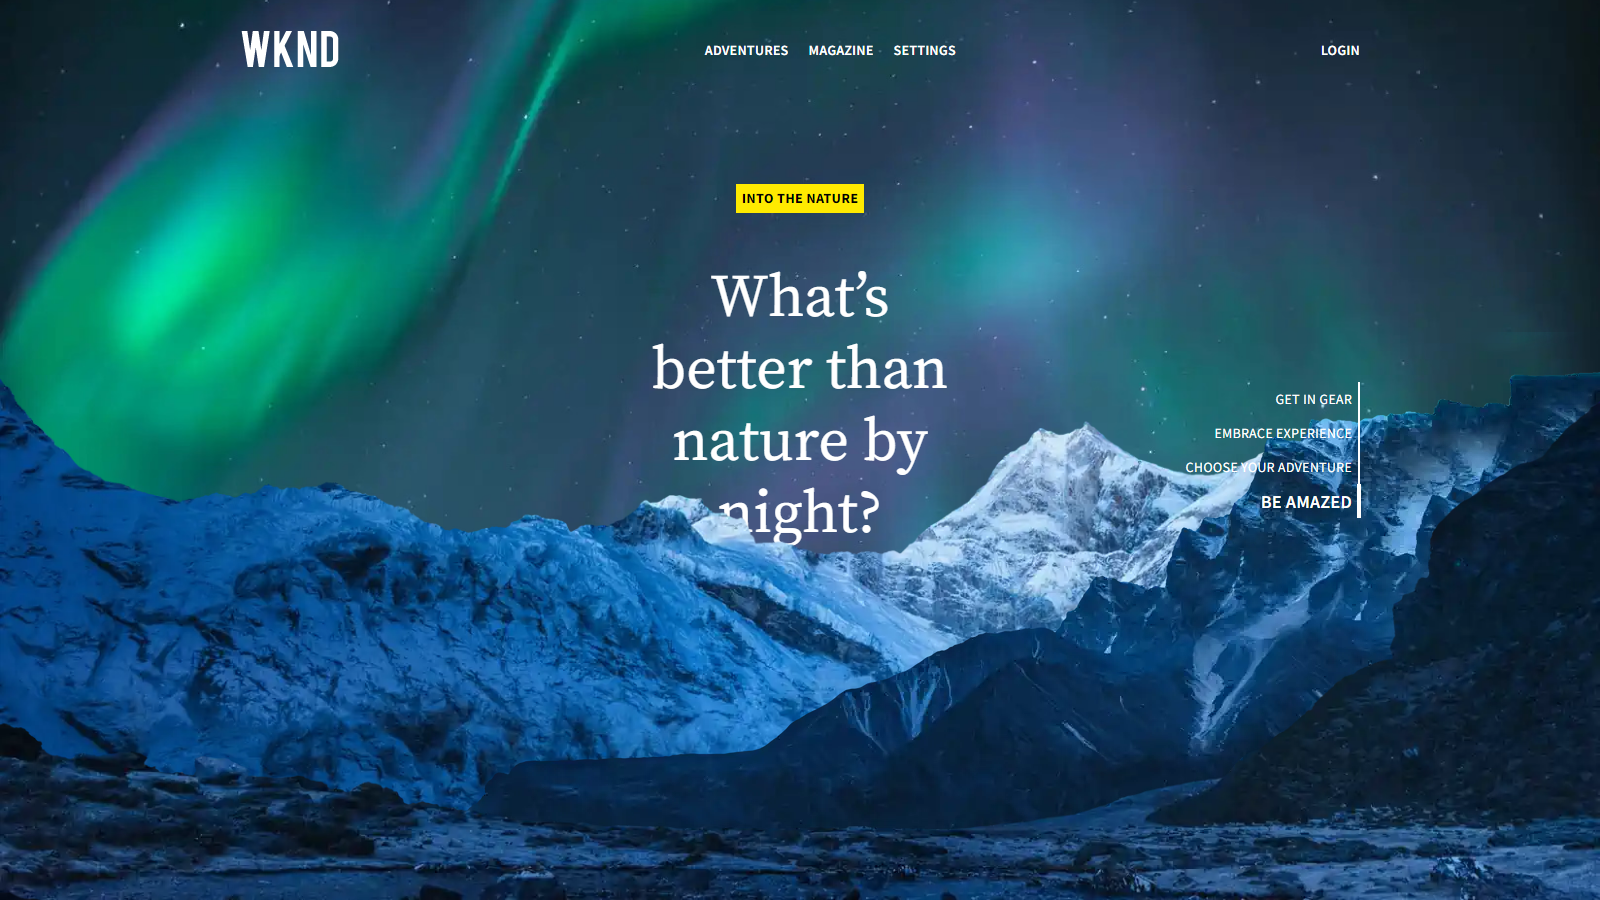 WKND
ADVENTURES
MAGAZINE
SETTINGS
LOGIN
INTO THE NATURE
What’s
better than
nature by
night?
GET IN GEAR
EMBRACE EXPERIENCE
CHOOSE YOUR ADVENTURE
BE AMAZED